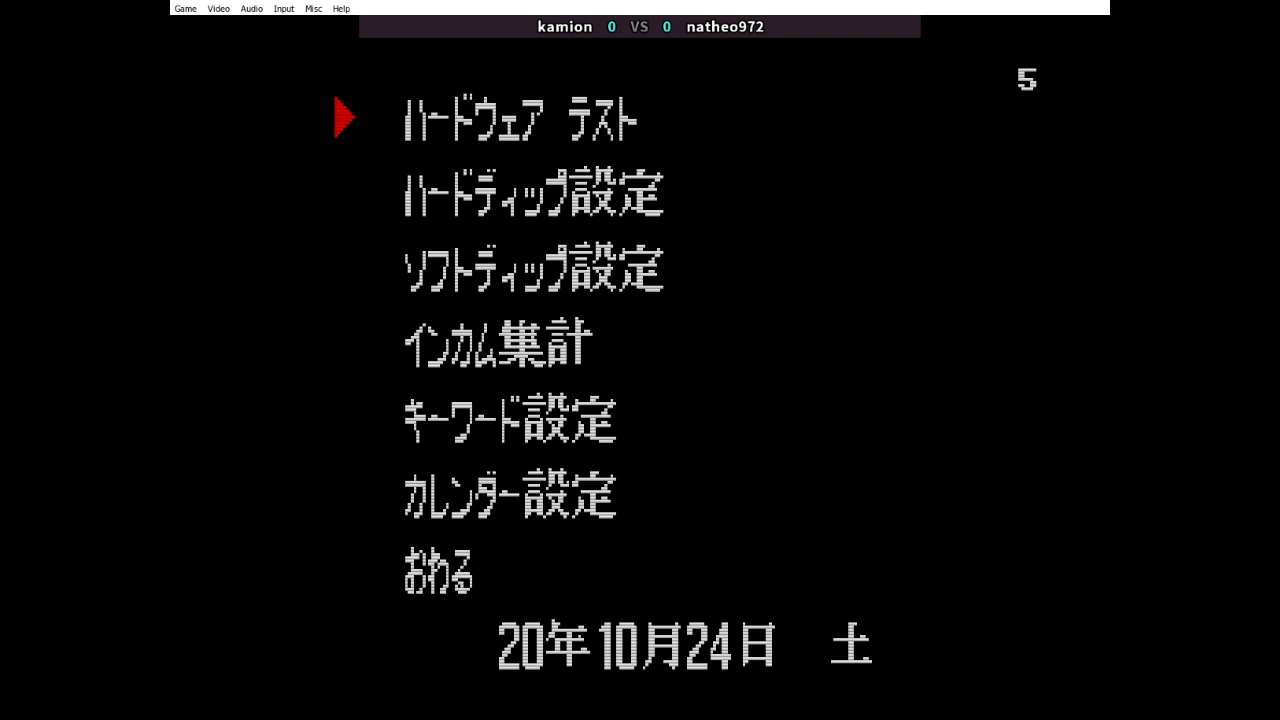 Game Video Audio Input Misc Help
kamion 0 VS 0 natheo972
5
ハードウェア テスト
ハードディップ設定
ソフトディップ設定
インカム集計
キーワード設定
カレンダー設定
おわる
20年10月24日 土